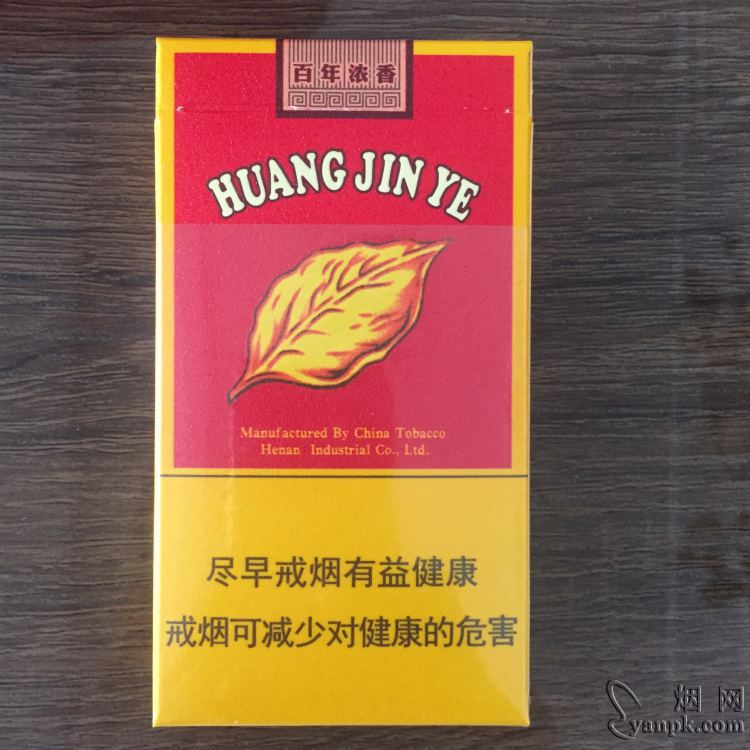 百年浓香
HUANG JIN YE
Manufactured By China Tobacco
Henan Industrial Co., Ltd.
尽早戒烟有益健康
戒烟可减少对健康的危害
烟网
yanpk.com